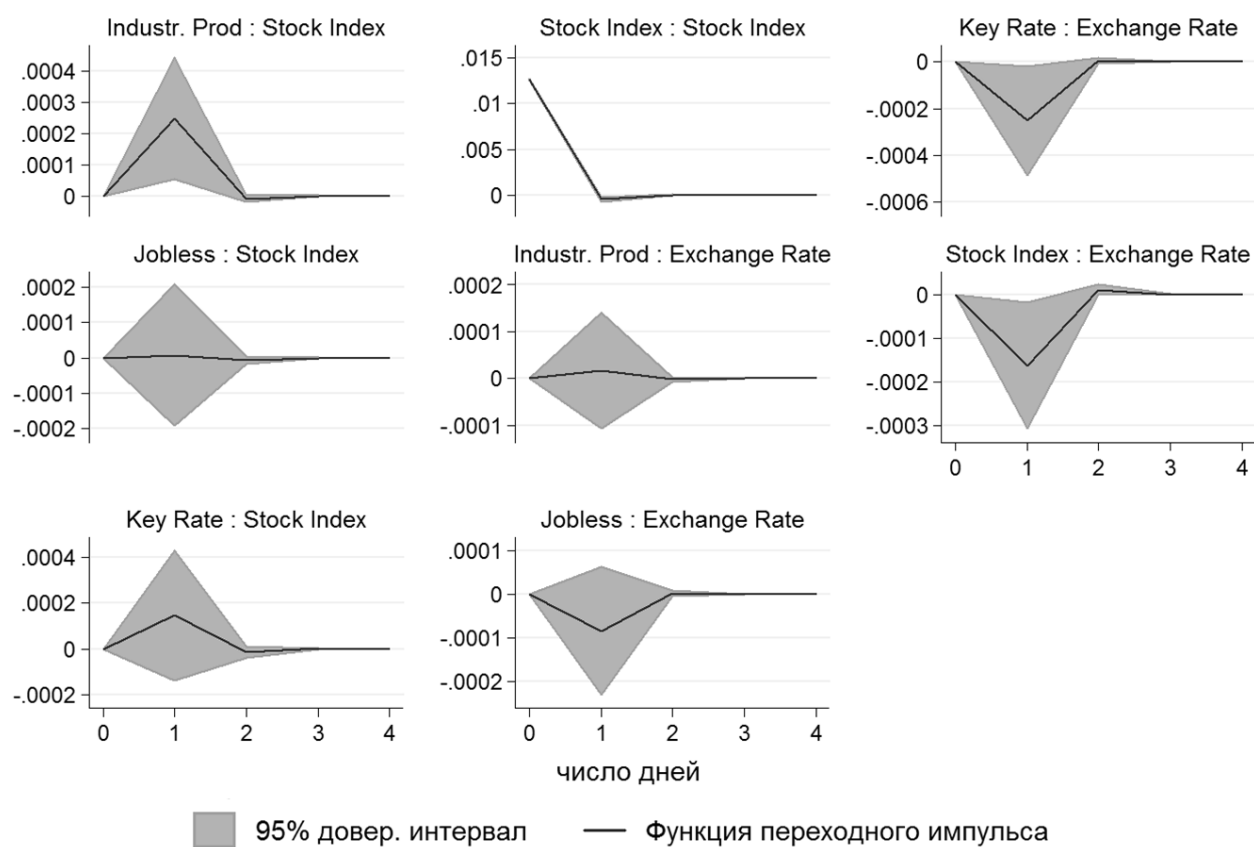 Industr. Prod : Stock Index
.0004
.0003
.0002
.0001
0
Stock Index : Stock Index
.015
.01
.005
0
Key Rate : Exchange Rate
0
-.0002
-.0004
-.0006
Jobless : Stock Index
.0002
.0001
0
-.0001
-.0002
Industr. Prod : Exchange Rate
.0002
.0001
0
-.0001
Stock Index : Exchange Rate
0
-.0001
-.0002
-.0003
0 1 2 3 4
Key Rate : Stock Index
.0004
.0002
0
-.0002
0 1 2 3 4
Jobless : Exchange Rate
.0001
0
-.0001
-.0002
0 1 2 3 4
число дней
95% довер. интервал
Функция переходного импульса